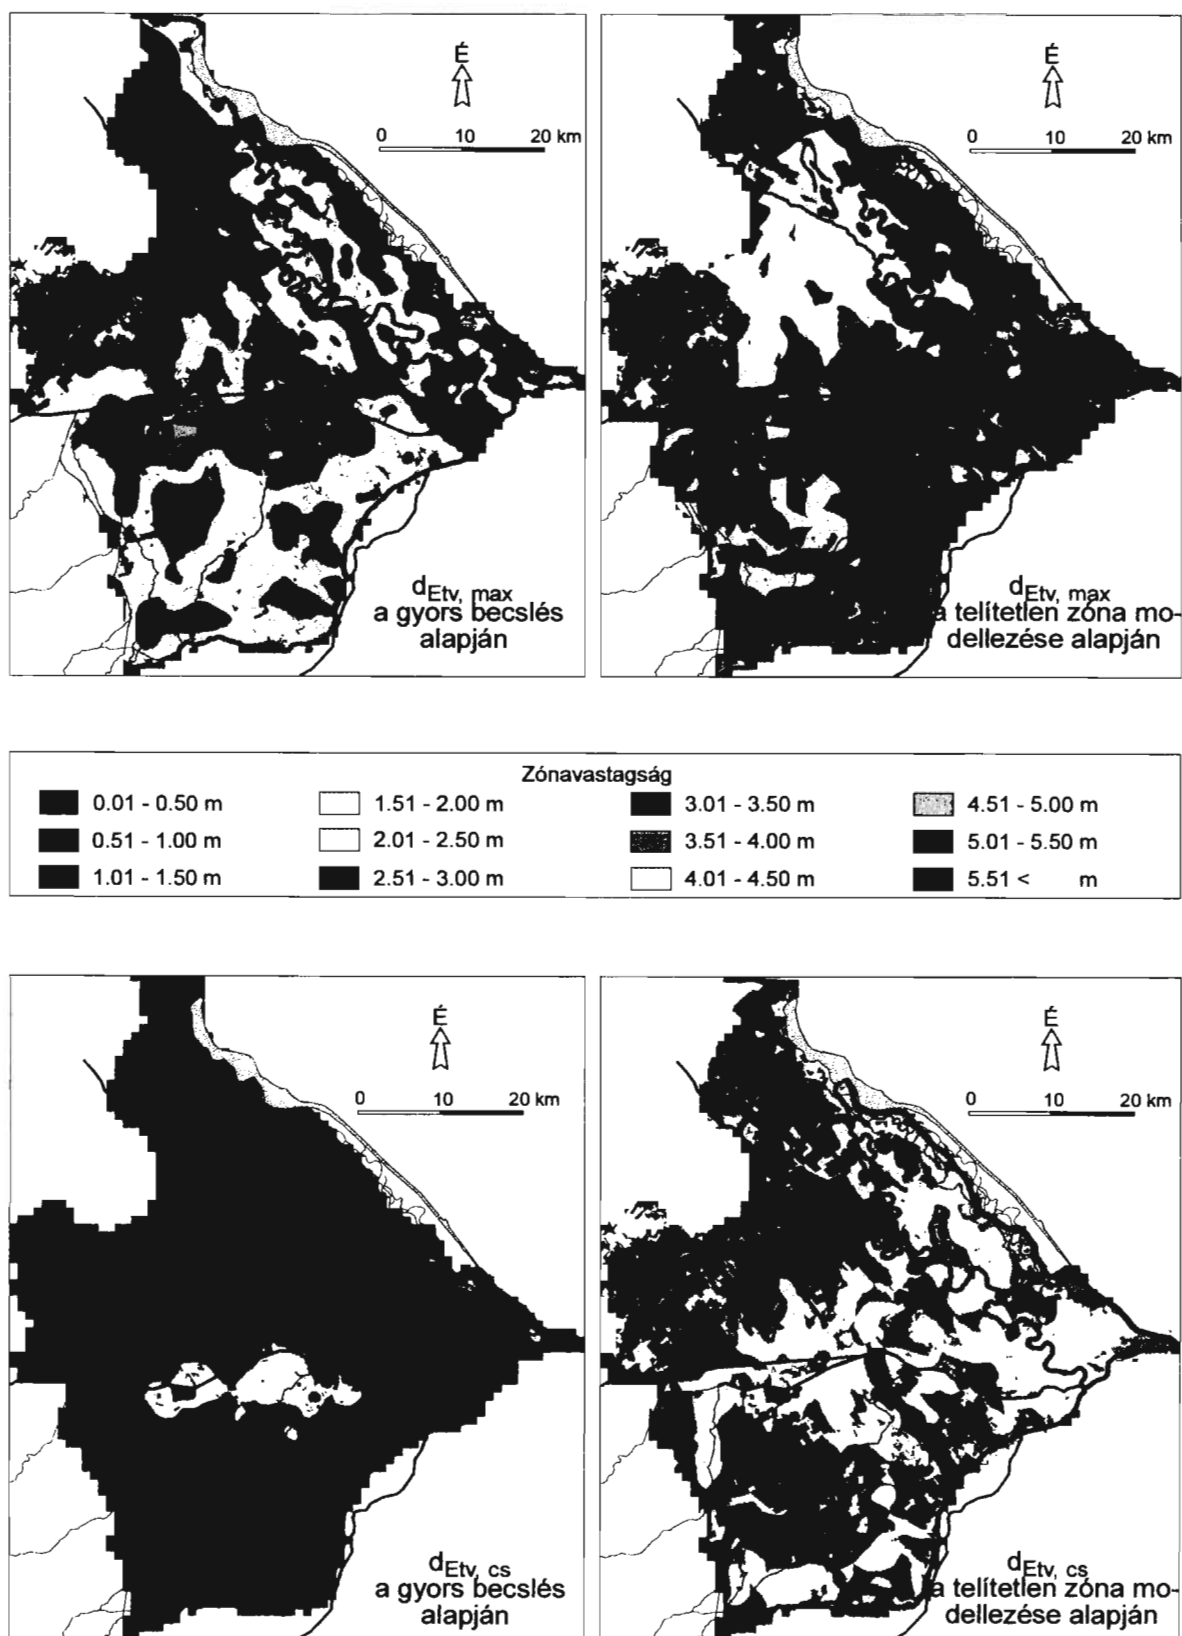 É
0 10 20 km
d_Etv, max
a gyors becslés
alapján
É
0 10 20 km
d_Etv, max
a telítetlen zóna mo-
dellezése alapján
Zónavastagság
0.01 - 0.50 m
0.51 - 1.00 m
1.01 - 1.50 m
1.51 - 2.00 m
2.01 - 2.50 m
2.51 - 3.00 m
3.01 - 3.50 m
3.51 - 4.00 m
4.01 - 4.50 m
4.51 - 5.00 m
5.01 - 5.50 m
5.51 < m
É
0 10 20 km
d_Etv, cs
a gyors becslés
alapján
É
0 10 20 km
d_Etv, cs
a telítetlen zóna mo-
dellezése alapján